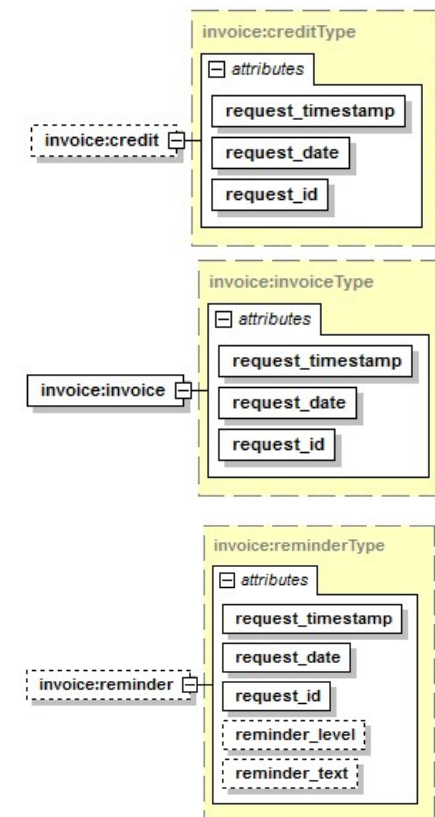 invoice:creditType
attributes
request_timestamp
invoice:credit
request_date
request_id
invoice:invoiceType
attributes
request_timestamp
invoice:invoice
request_date
request_id
invoice:reminderType
attributes
request_timestamp
request_date
invoice:reminder
request_id
reminder_level
reminder_text